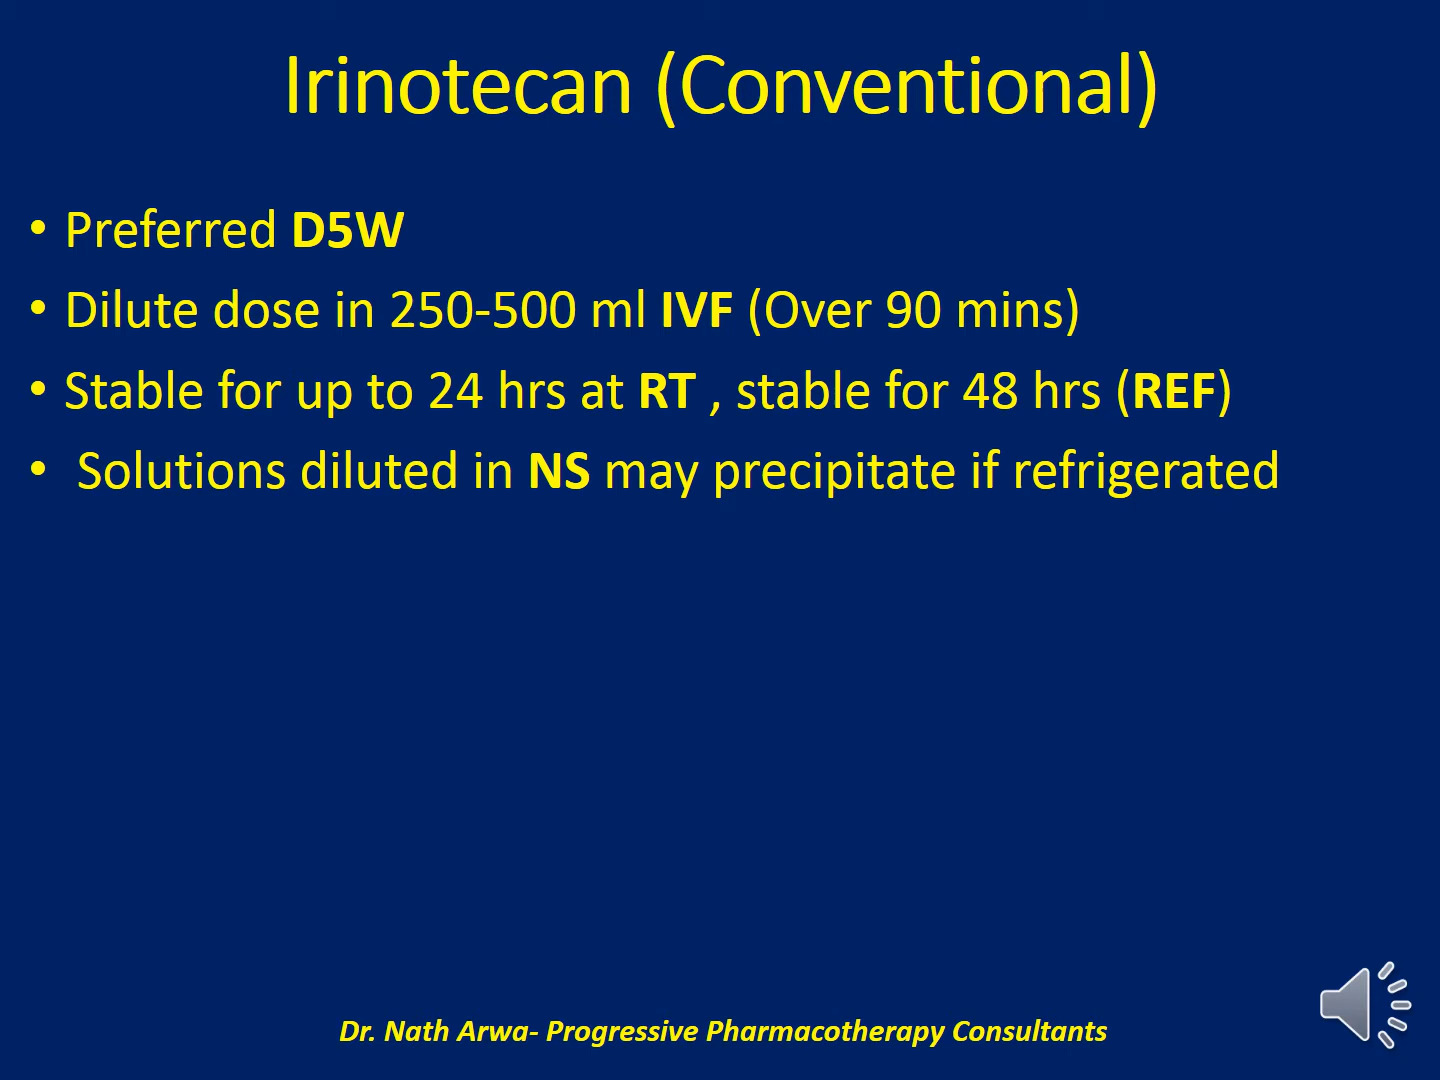 Irinotecan (Conventional)
• Preferred D5W
• Dilute dose in 250-500 ml IVF (Over 90 mins)
• Stable for up to 24 hrs at RT , stable for 48 hrs (REF)
• Solutions diluted in NS may precipitate if refrigerated
Dr. Nath Arwa- Progressive Pharmacotherapy Consultants